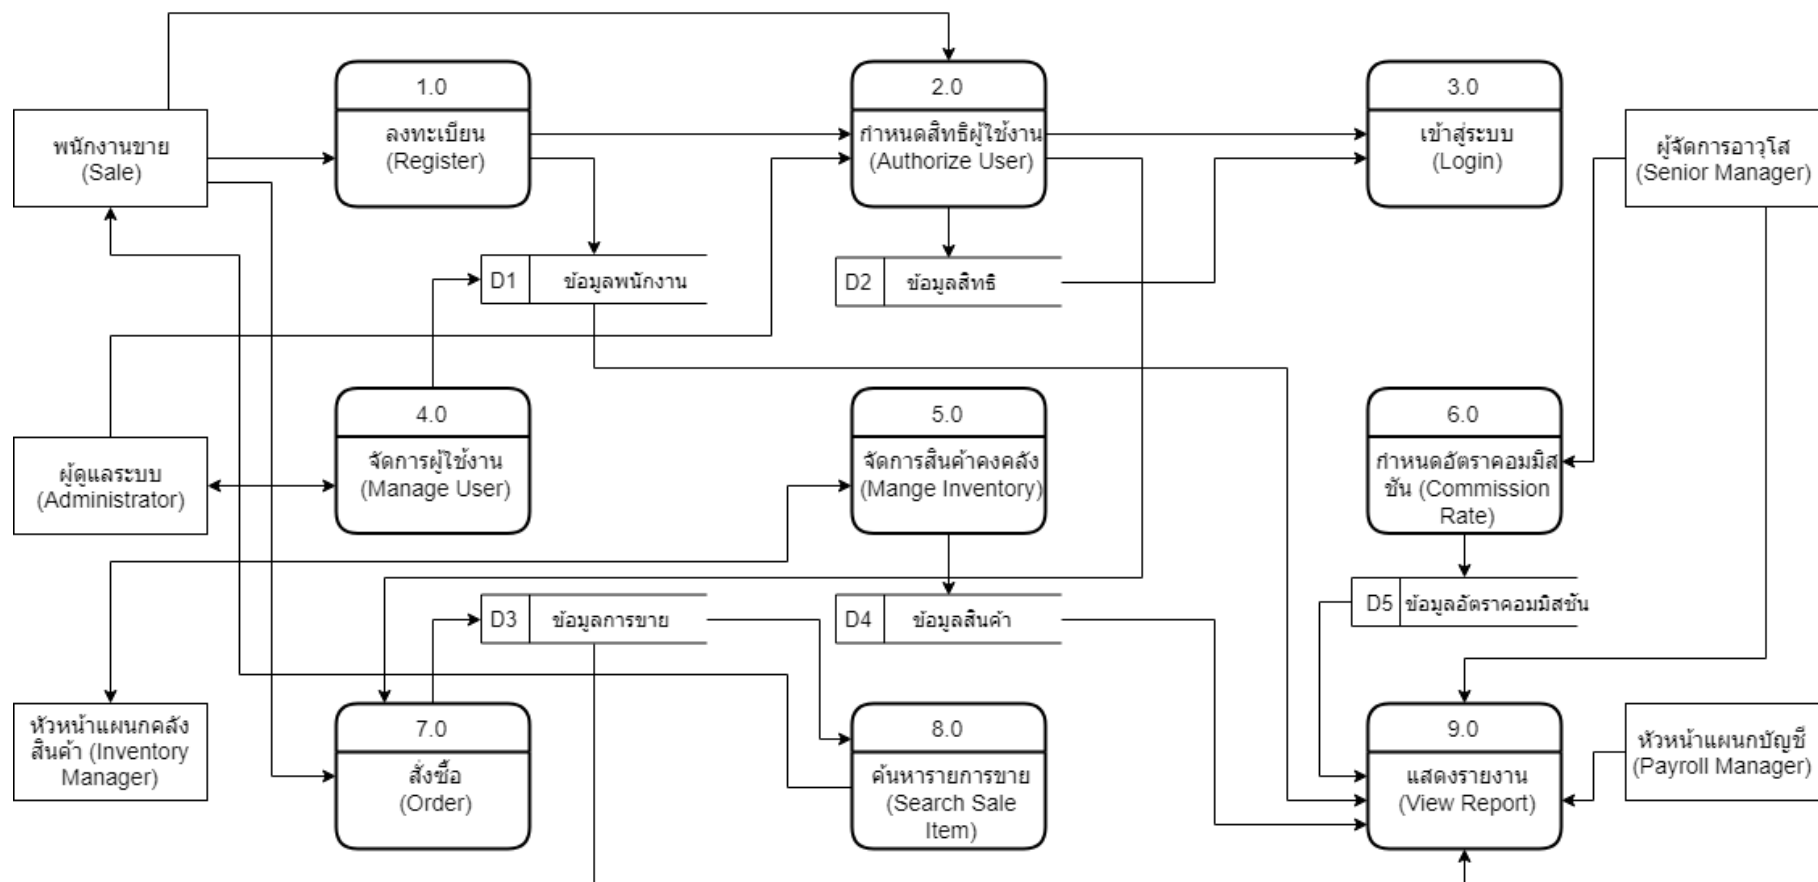 1.0
2.0
3.0
พนักงานขาย
(Sale)
ลงทะเบียน
(Register)
กำหนดสิทธิผู้ใช้งาน
(Authorize User)
เข้าสู่ระบบ
(Login)
ผู้จัดการอาวุโส
(Senior Manager)
D1
ข้อมูลพนักงาน
D2
ข้อมูลสิทธิ
4.0
5.0
6.0
ผู้ดูแลระบบ
(Administrator)
จัดการผู้ใช้งาน
(Manage User)
จัดการสินค้าคงคลัง
(Mange Inventory)
กำหนดอัตราคอมมิส
ชัน (Commission
Rate)
D3
ข้อมูลการขาย
D4
ข้อมูลสินค้า
D5
ข้อมูลอัตราคอมมิสชัน
7.0
8.0
9.0
หัวหน้าแผนกคลัง
สินค้า (Inventory
Manager)
สั่งซื้อ
(Order)
ค้นหารายการขาย
(Search Sale
Item)
แสดงรายงาน
(View Report)
หัวหน้าแผนกบัญชี
(Payroll Manager)